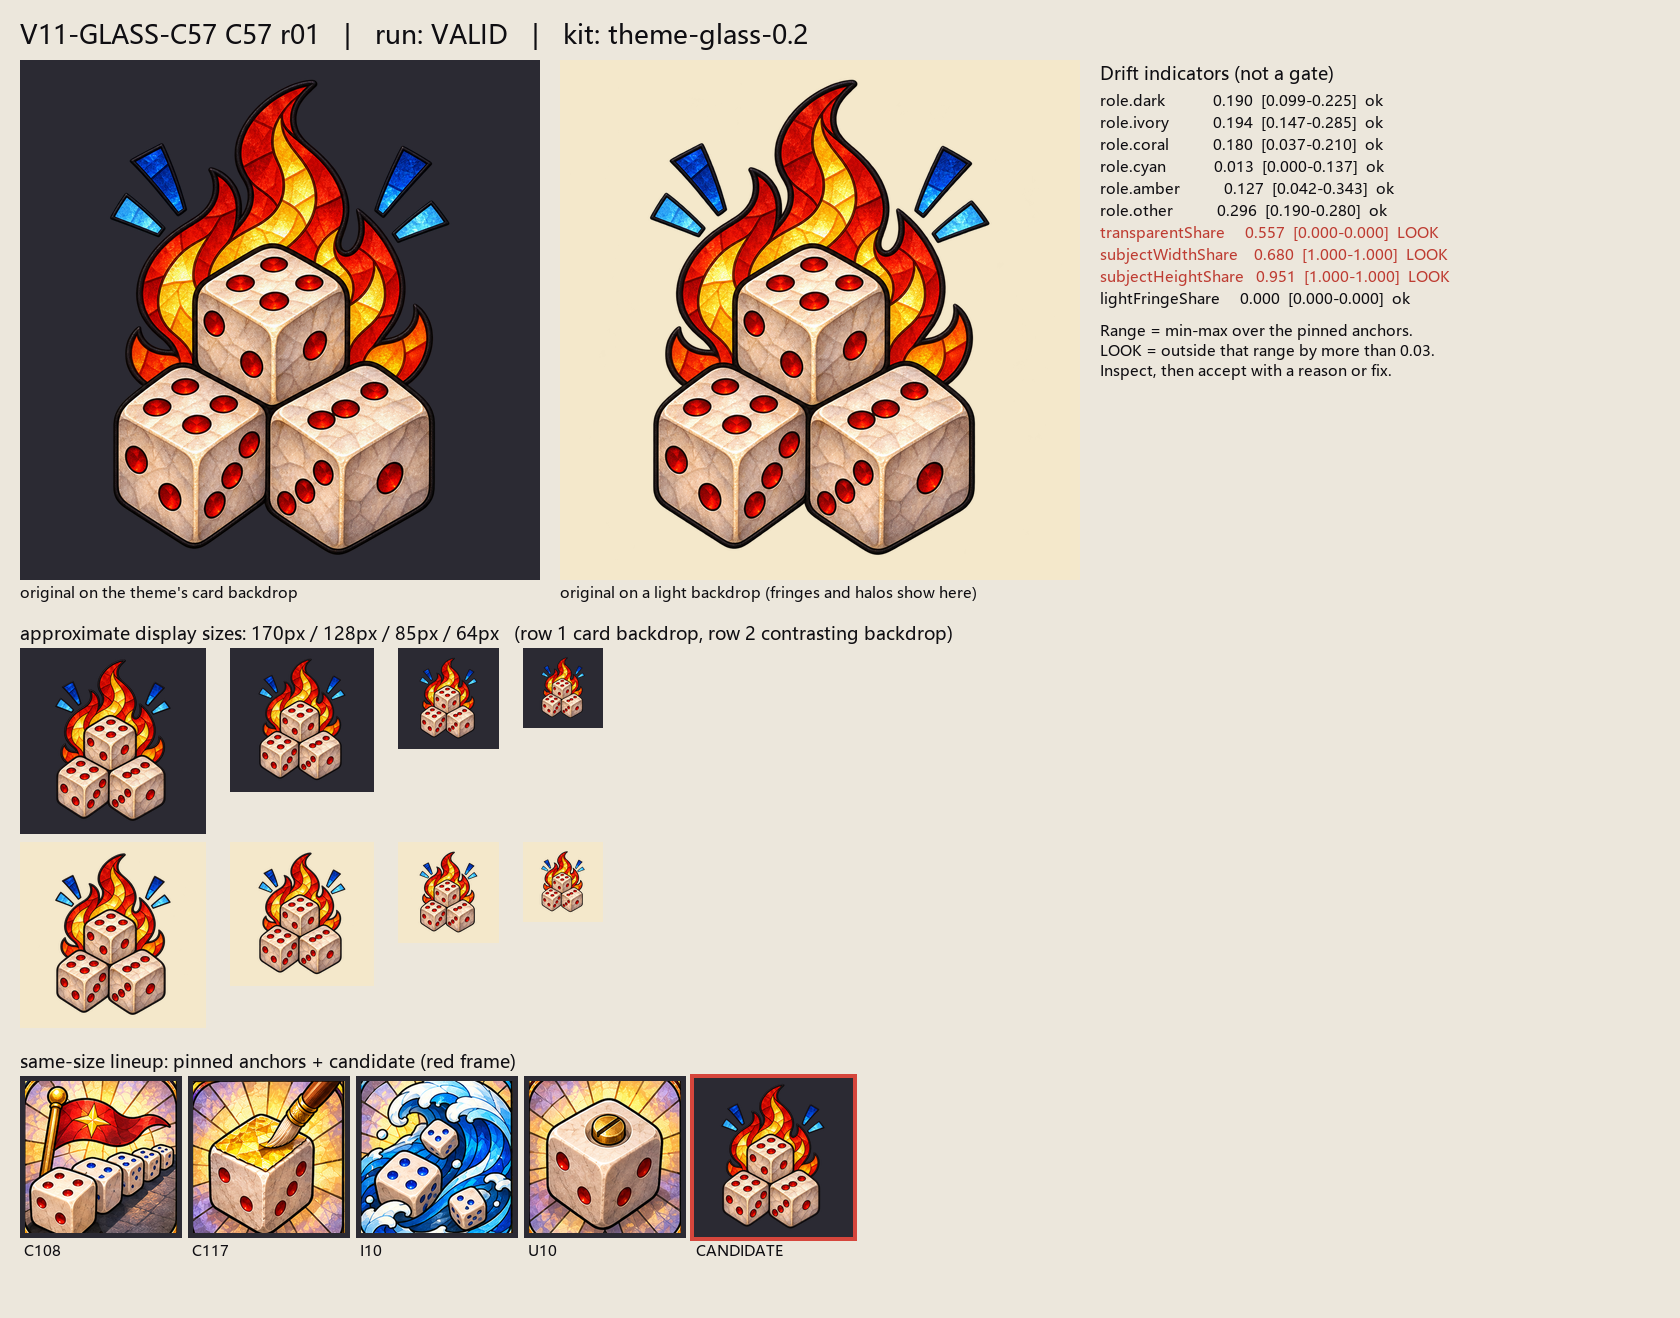 V11-GLASS-C57 C57 r01   |   run: VALID   |   kit: theme-glass-0.2
Drift indicators (not a gate)
role.dark 0.190 [0.099-0.225] ok
role.ivory 0.194 [0.147-0.285] ok
role.coral 0.180 [0.037-0.210] ok
role.cyan 0.013 [0.000-0.137] ok
role.amber 0.127 [0.042-0.343] ok
role.other 0.296 [0.190-0.280] ok
transparentShare 0.557 [0.000-0.000] LOOK
subjectWidthShare 0.680 [1.000-1.000] LOOK
subjectHeightShare 0.951 [1.000-1.000] LOOK
lightFringeShare 0.000 [0.000-0.000] ok
Range = min-max over the pinned anchors.
LOOK = outside that range by more than 0.03.
Inspect, then accept with a reason or fix.
original on the theme's card backdrop
original on a light backdrop (fringes and halos show here)
approximate display sizes: 170px / 128px / 85px / 64px (row 1 card backdrop, row 2 contrasting backdrop)
same-size lineup: pinned anchors + candidate (red frame)
C108
C117
I10
U10
CANDIDATE